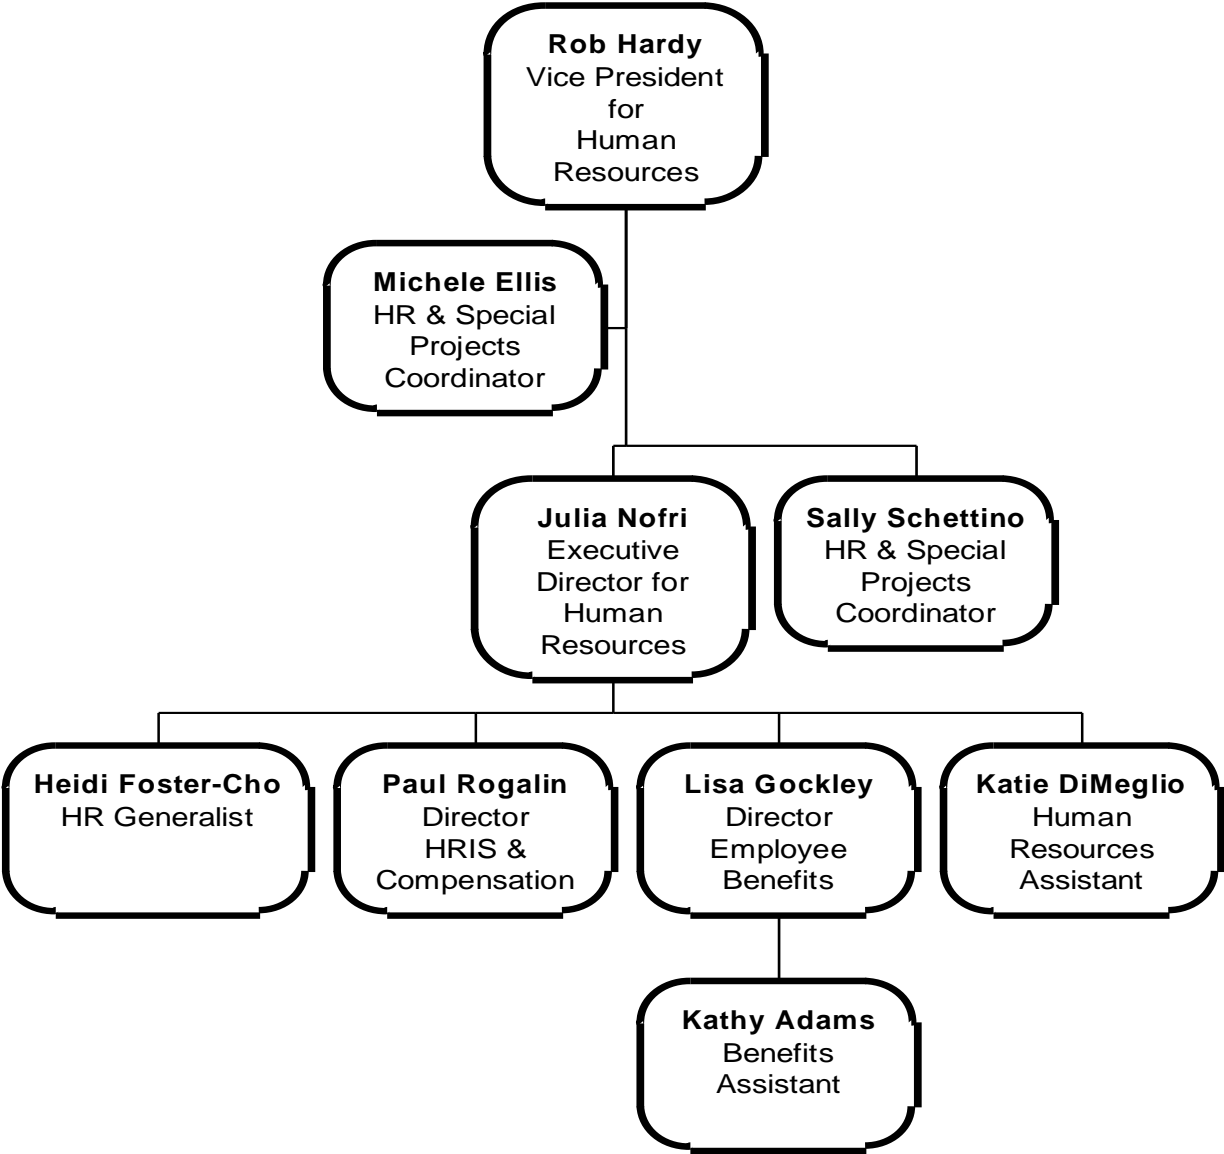 Rob Hardy
Vice President
for
Human
Resources
Michele Ellis
HR & Special
Projects
Coordinator
Julia Nofri
Executive
Director for
Human
Resources
Sally Schettino
HR & Special
Projects
Coordinator
Heidi Foster-Cho
HR Generalist
Paul Rogalin
Director
HRIS &
Compensation
Lisa Gockley
Director
Employee
Benefits
Katie DiMeglio
Human
Resources
Assistant
Kathy Adams
Benefits
Assistant